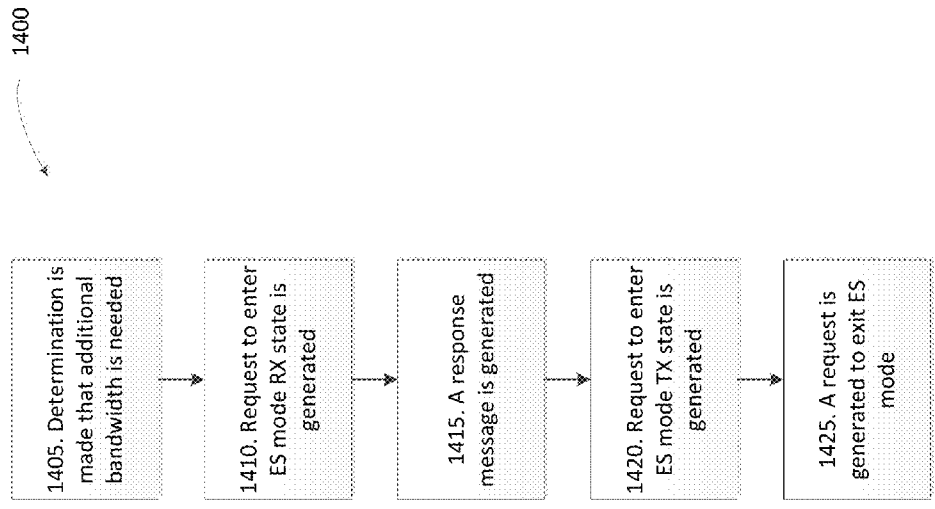 1400
1405. Determination is
made that additional
bandwidth is needed
1410. Request to enter
ES mode RX state is
generated
1415. A response
message is generated
1420. Request to enter
ES mode TX state is
generated
1425. A request is
generated to exit ES
mode